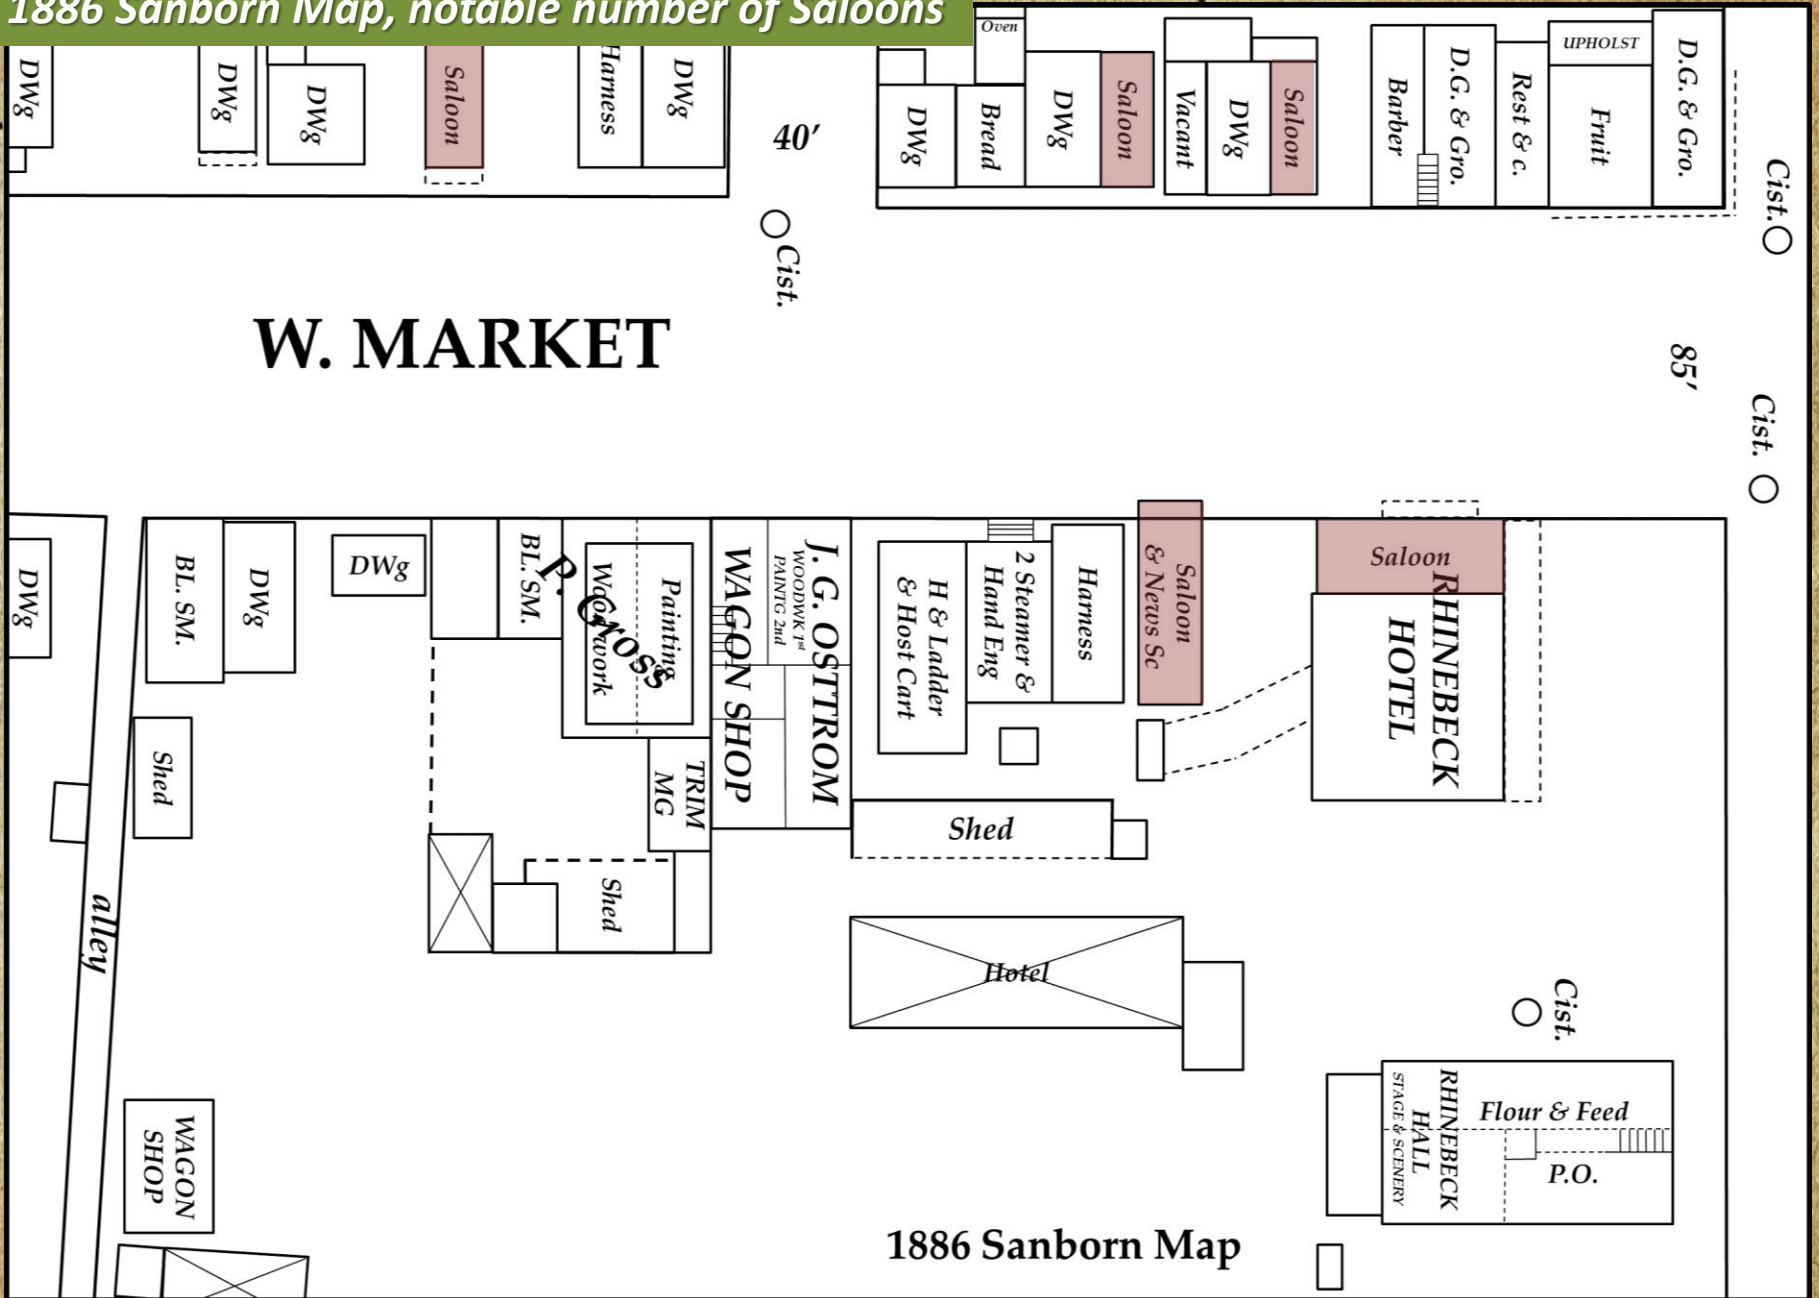 1886 Sanborn Map, notable number of Saloons
DWg
DWg
DWg
Saloon
Harness
DWg
40'
DWg
Bread
Oven
DWg
Saloon
Vacant
DWg
Saloon
Barber
D.G. & Gro.
Rest & c.
UPHOLST
Fruit
D.G. & Gro.
Cist.
Cist.
W. MARKET
85'
Cist.
DWg
BL. SM.
DWg
DWg
BL. SM.
P. Gross
Woodwork
Painting
WAGON SHOP
J. G. OSTTROM
WOODWK 1st
PAINTG 2nd
H & Ladder
& Host Cart
2 Steamer &
Hand Eng
Harness
Saloon
& News Sc
Saloon
RHINEBECK
HOTEL
Shed
TRIM
MG
Shed
Shed
alley
Hotel
Cist.
WAGON
SHOP
RHINEBECK
HALL
STAGE & SCENERY
Flour & Feed
P.O.
1886 Sanborn Map